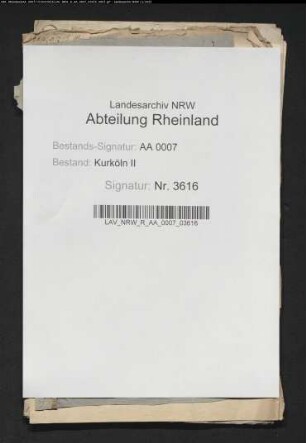 Landesarchiv NRW
Abteilung Rheinland
Bestands-Signatur: AA 0007
Bestand: Kurköln II
Signatur: Nr. 3616
LAV_NRW_R_AA_0007_03616